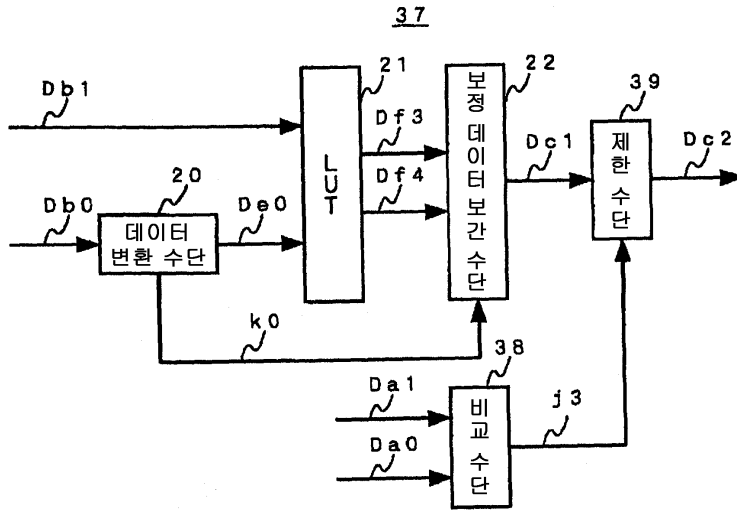 37
Db1
21
22
39
Df3
Df4
Dc1
Dc2
LUT
보정 데이터 보간 수단
제한 수단
20
Db0
De0
데이터
변환 수단
k0
38
Da1
Da0
비교 수단
j3